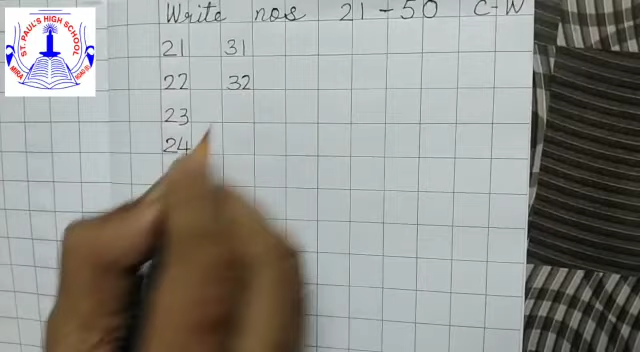 ST. PAUL'S HIGH SCHOOL
Write nos 21 - 50 C-W
21 31
22 32
23
24